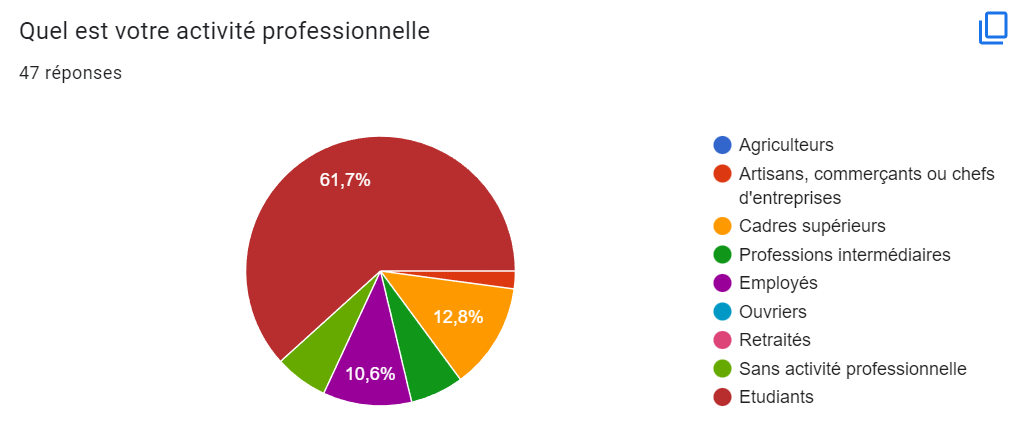 Quel est votre activité professionnelle
47 réponses
61,7%
12,8%
10,6%
Agriculteurs
Artisans, commerçants ou chefs
d'entreprises
Cadres supérieurs
Professions intermédiaires
Employés
Ouvriers
Retraités
Sans activité professionnelle
Etudiants